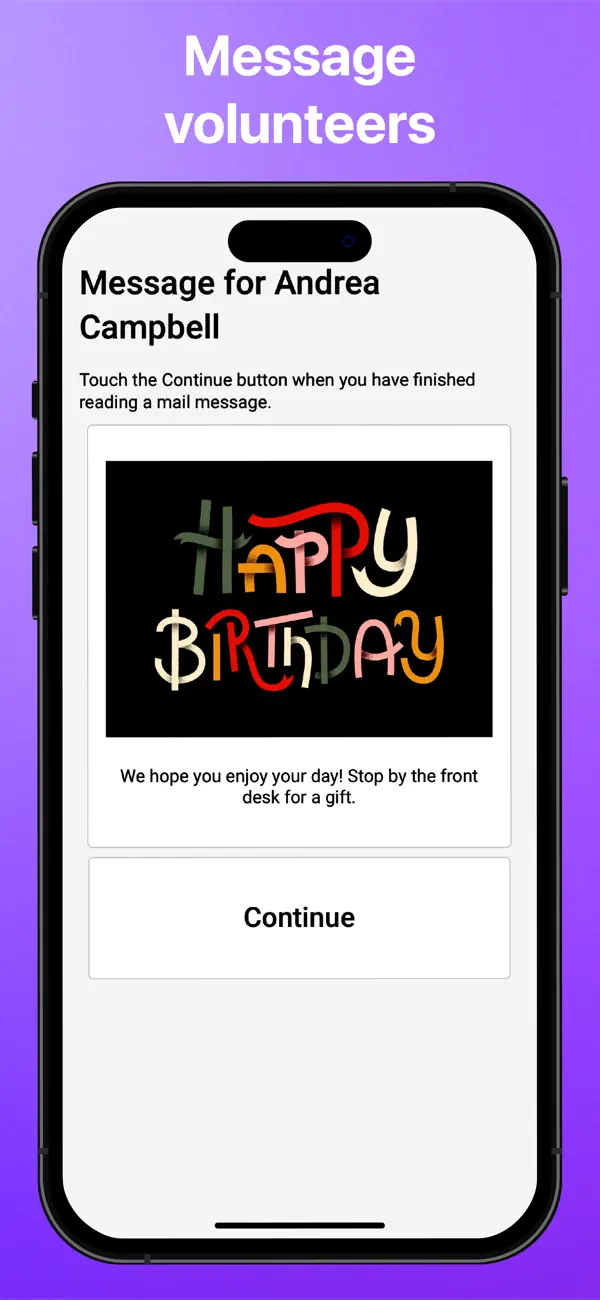 Message
volunteers
Message for Andrea
Campbell
Touch the Continue button when you have finished
reading a mail message.
HAPPY
BIRTHDAY
We hope you enjoy your day! Stop by the front
desk for a gift.
Continue